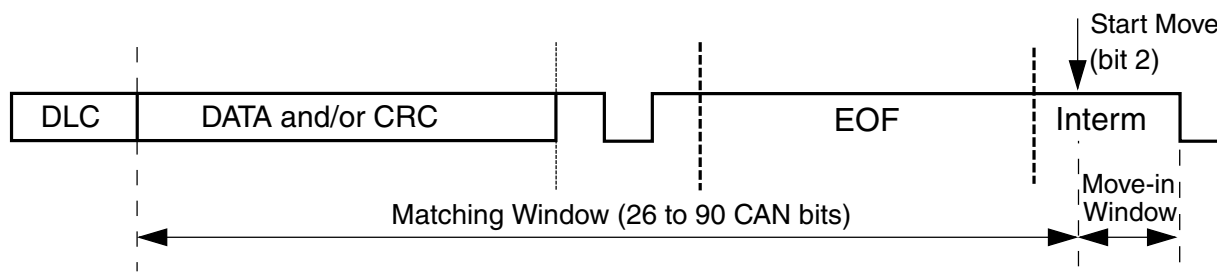 Start Move
(bit 2)
DLC
DATA and/or CRC
EOF
Interm
Matching Window (26 to 90 CAN bits)
Move-in
Window